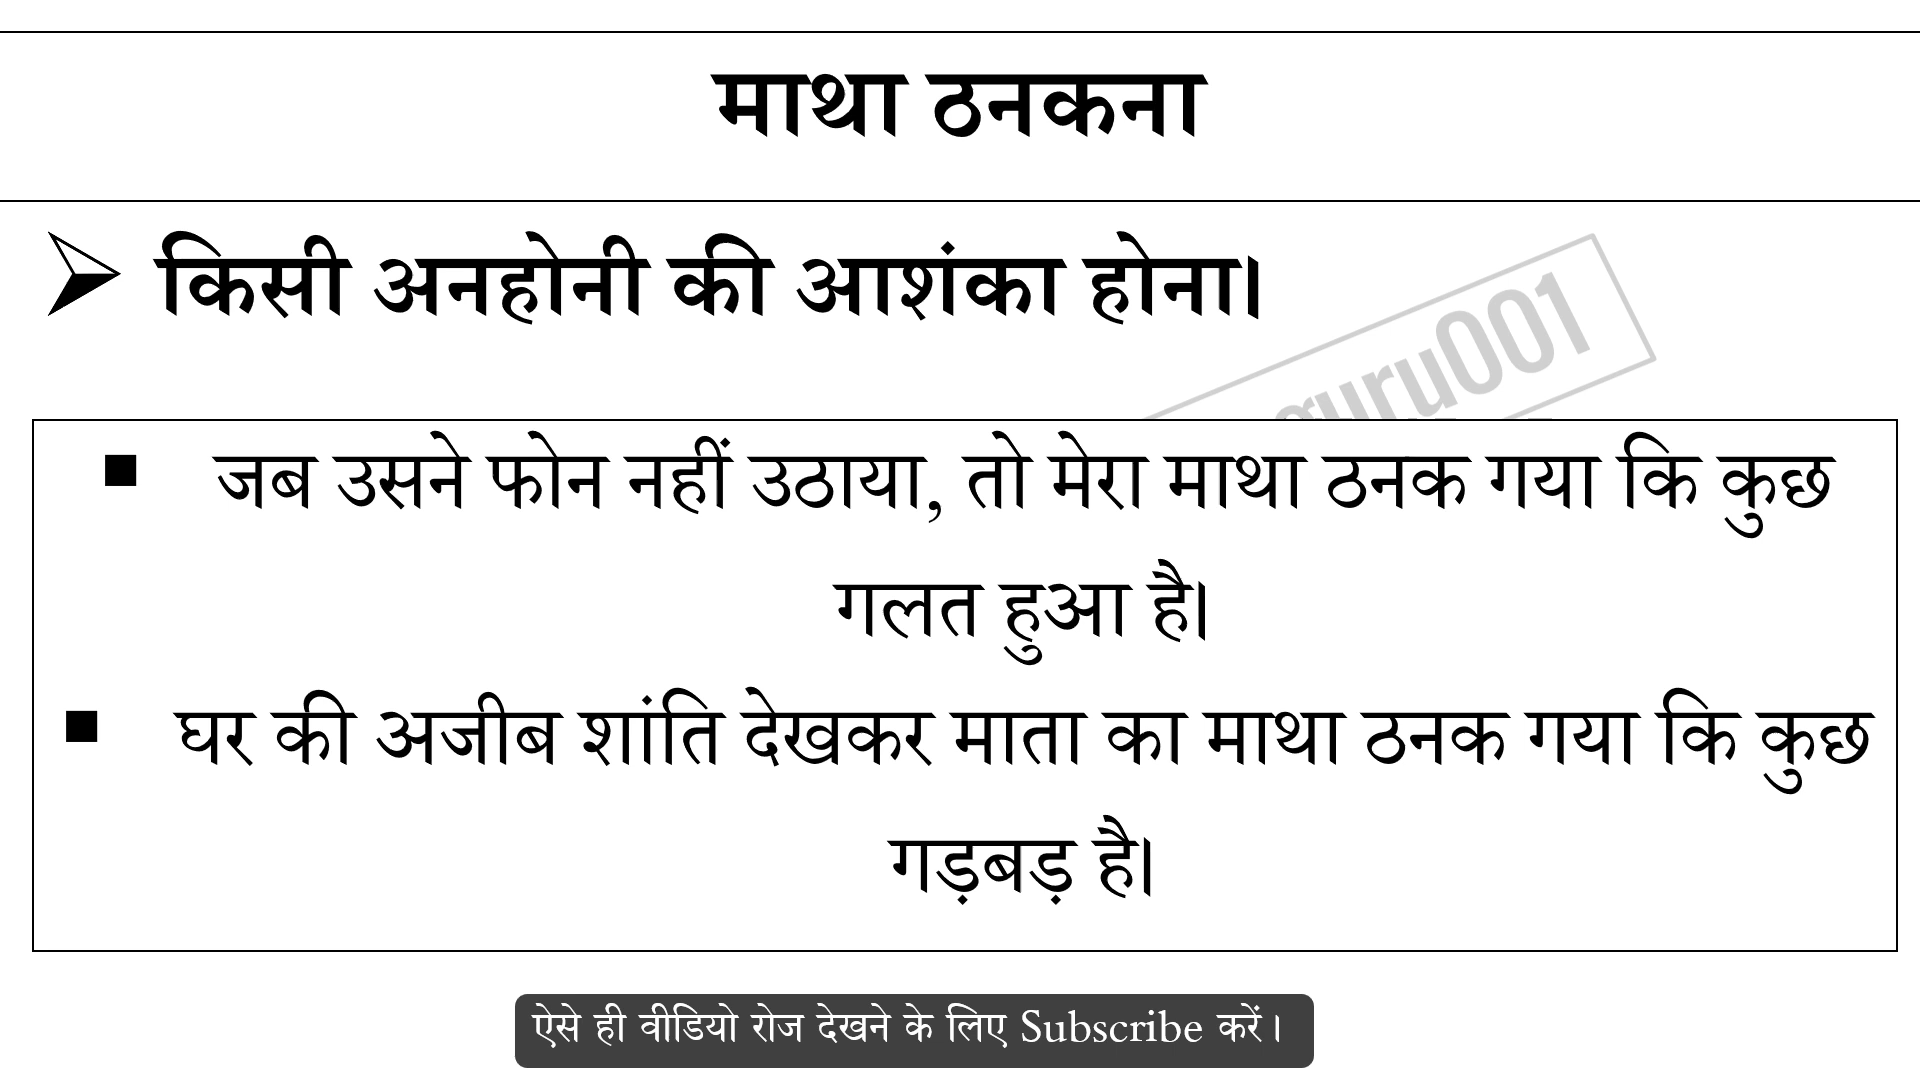 माथा ठनकना
किसी अनहोनी की आशंका होना।
guru001
जब उसने फोन नहीं उठाया, तो मेरा माथा ठनक गया कि कुछ
गलत हुआ है।
घर की अजीब शांति देखकर माता का माथा ठनक गया कि कुछ
गड़बड़ है।
ऐसे ही वीडियो रोज देखने के लिए Subscribe करें।